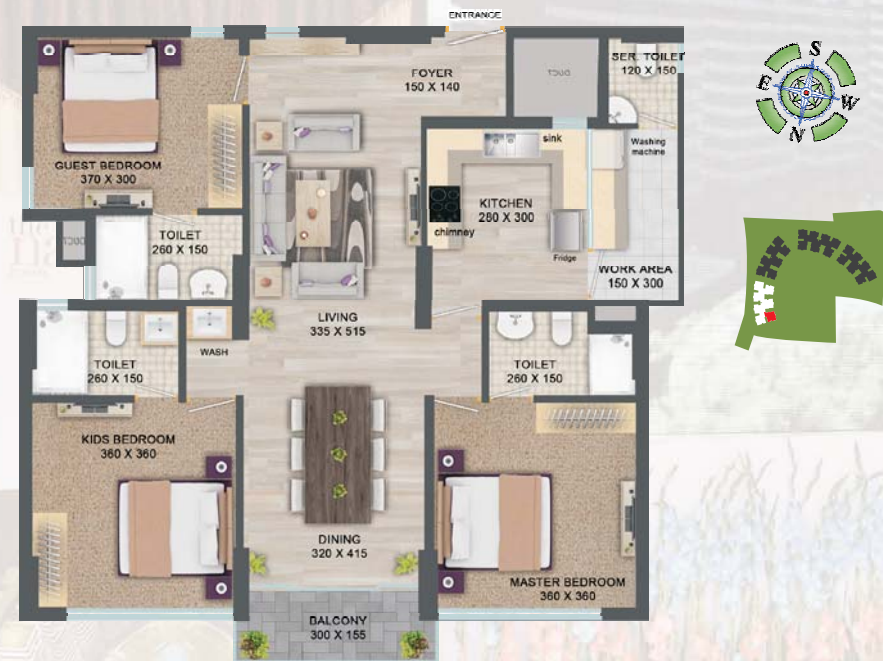 ENTRANCE
FOYER
150 X 140
DUCT
SER. TOILET
120 X 150
S
E
W
N
GUEST BEDROOM
370 X 300
sink
Washing
machine
KITCHEN
280 X 300
chimney
Fridge
TOILET
260 X 150
DUCT
WORK AREA
150 X 300
LIVING
335 X 515
WASH
TOILET
260 X 150
TOILET
260 X 150
KIDS BEDROOM
360 X 360
DINING
320 X 415
MASTER BEDROOM
360 X 360
BALCONY
300 X 155